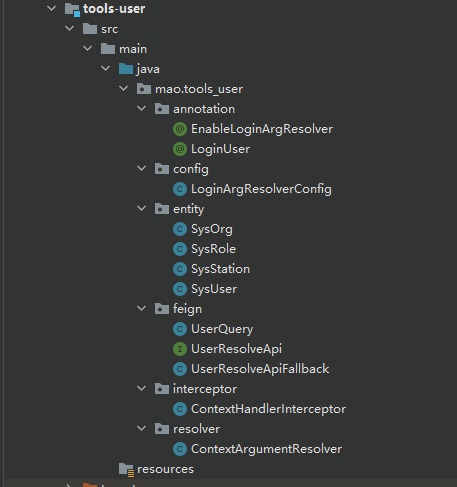 tools-user
src
main
java
mao.tools_user
annotation
EnableLoginArgResolver
LoginUser
config
LoginArgResolverConfig
entity
SysOrg
SysRole
SysStation
SysUser
feign
UserQuery
UserResolveApi
UserResolveApiFallback
interceptor
ContextHandlerInterceptor
resolver
ContextArgumentResolver
resources